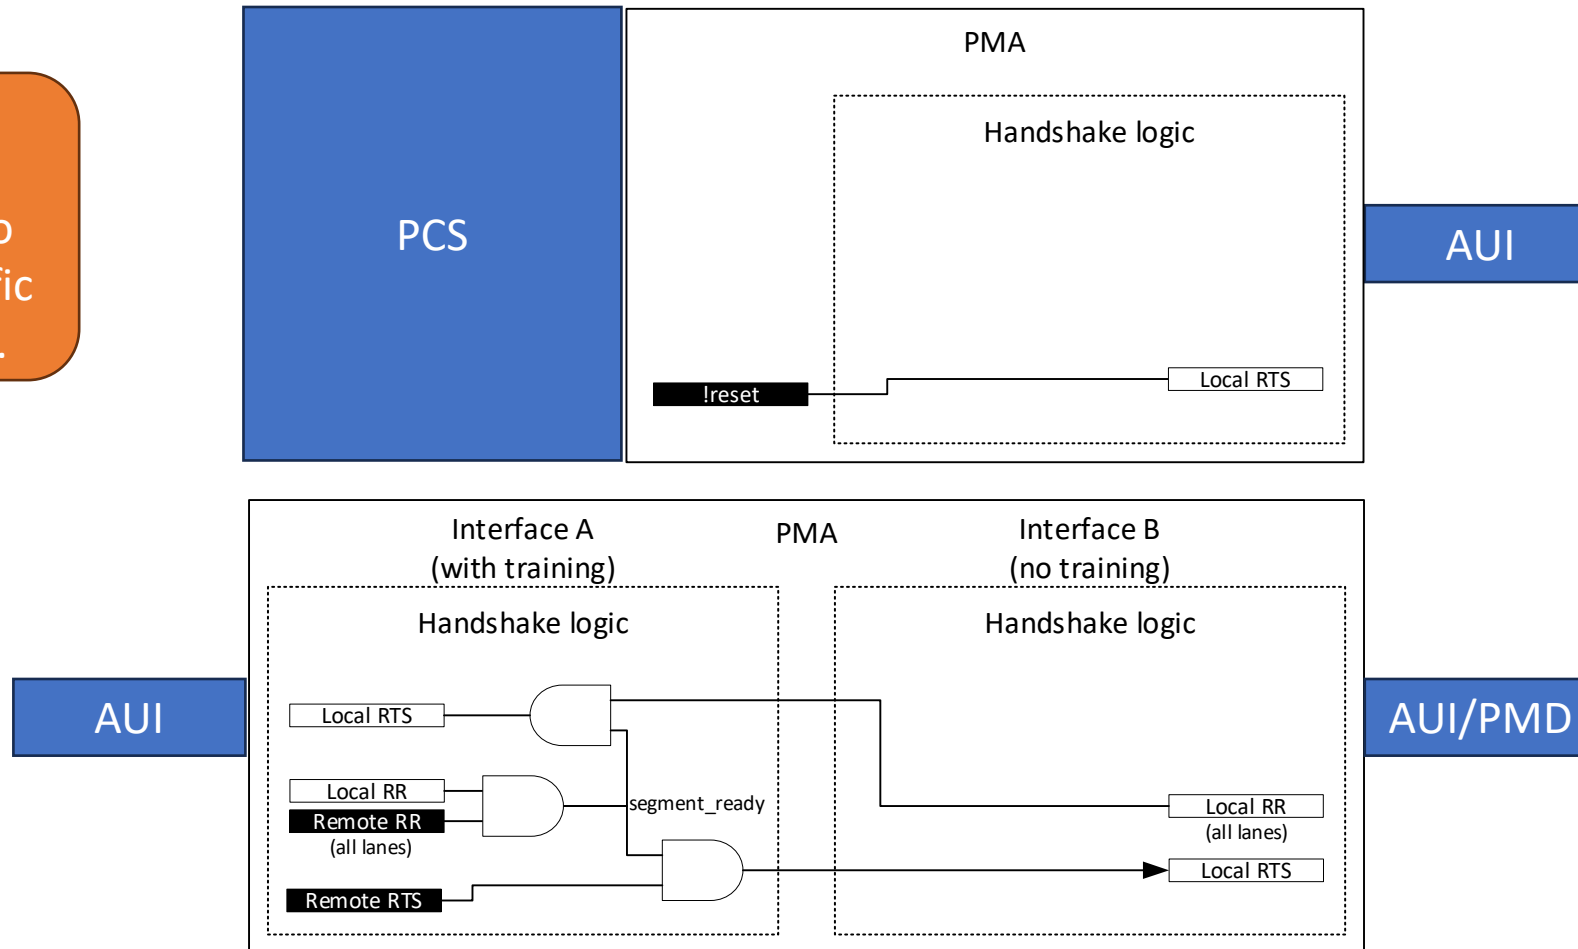 PMA
Handshake logic
PCS
AUI
Local RTS
!reset
Interface A
(with training)
PMA
Interface B
(no training)
Handshake logic
Handshake logic
AUI
Local RTS
Local RR
Remote RR
(all lanes)
segment_ready
Remote RTS
Local RR
(all lanes)
Local RTS
AUI/PMD